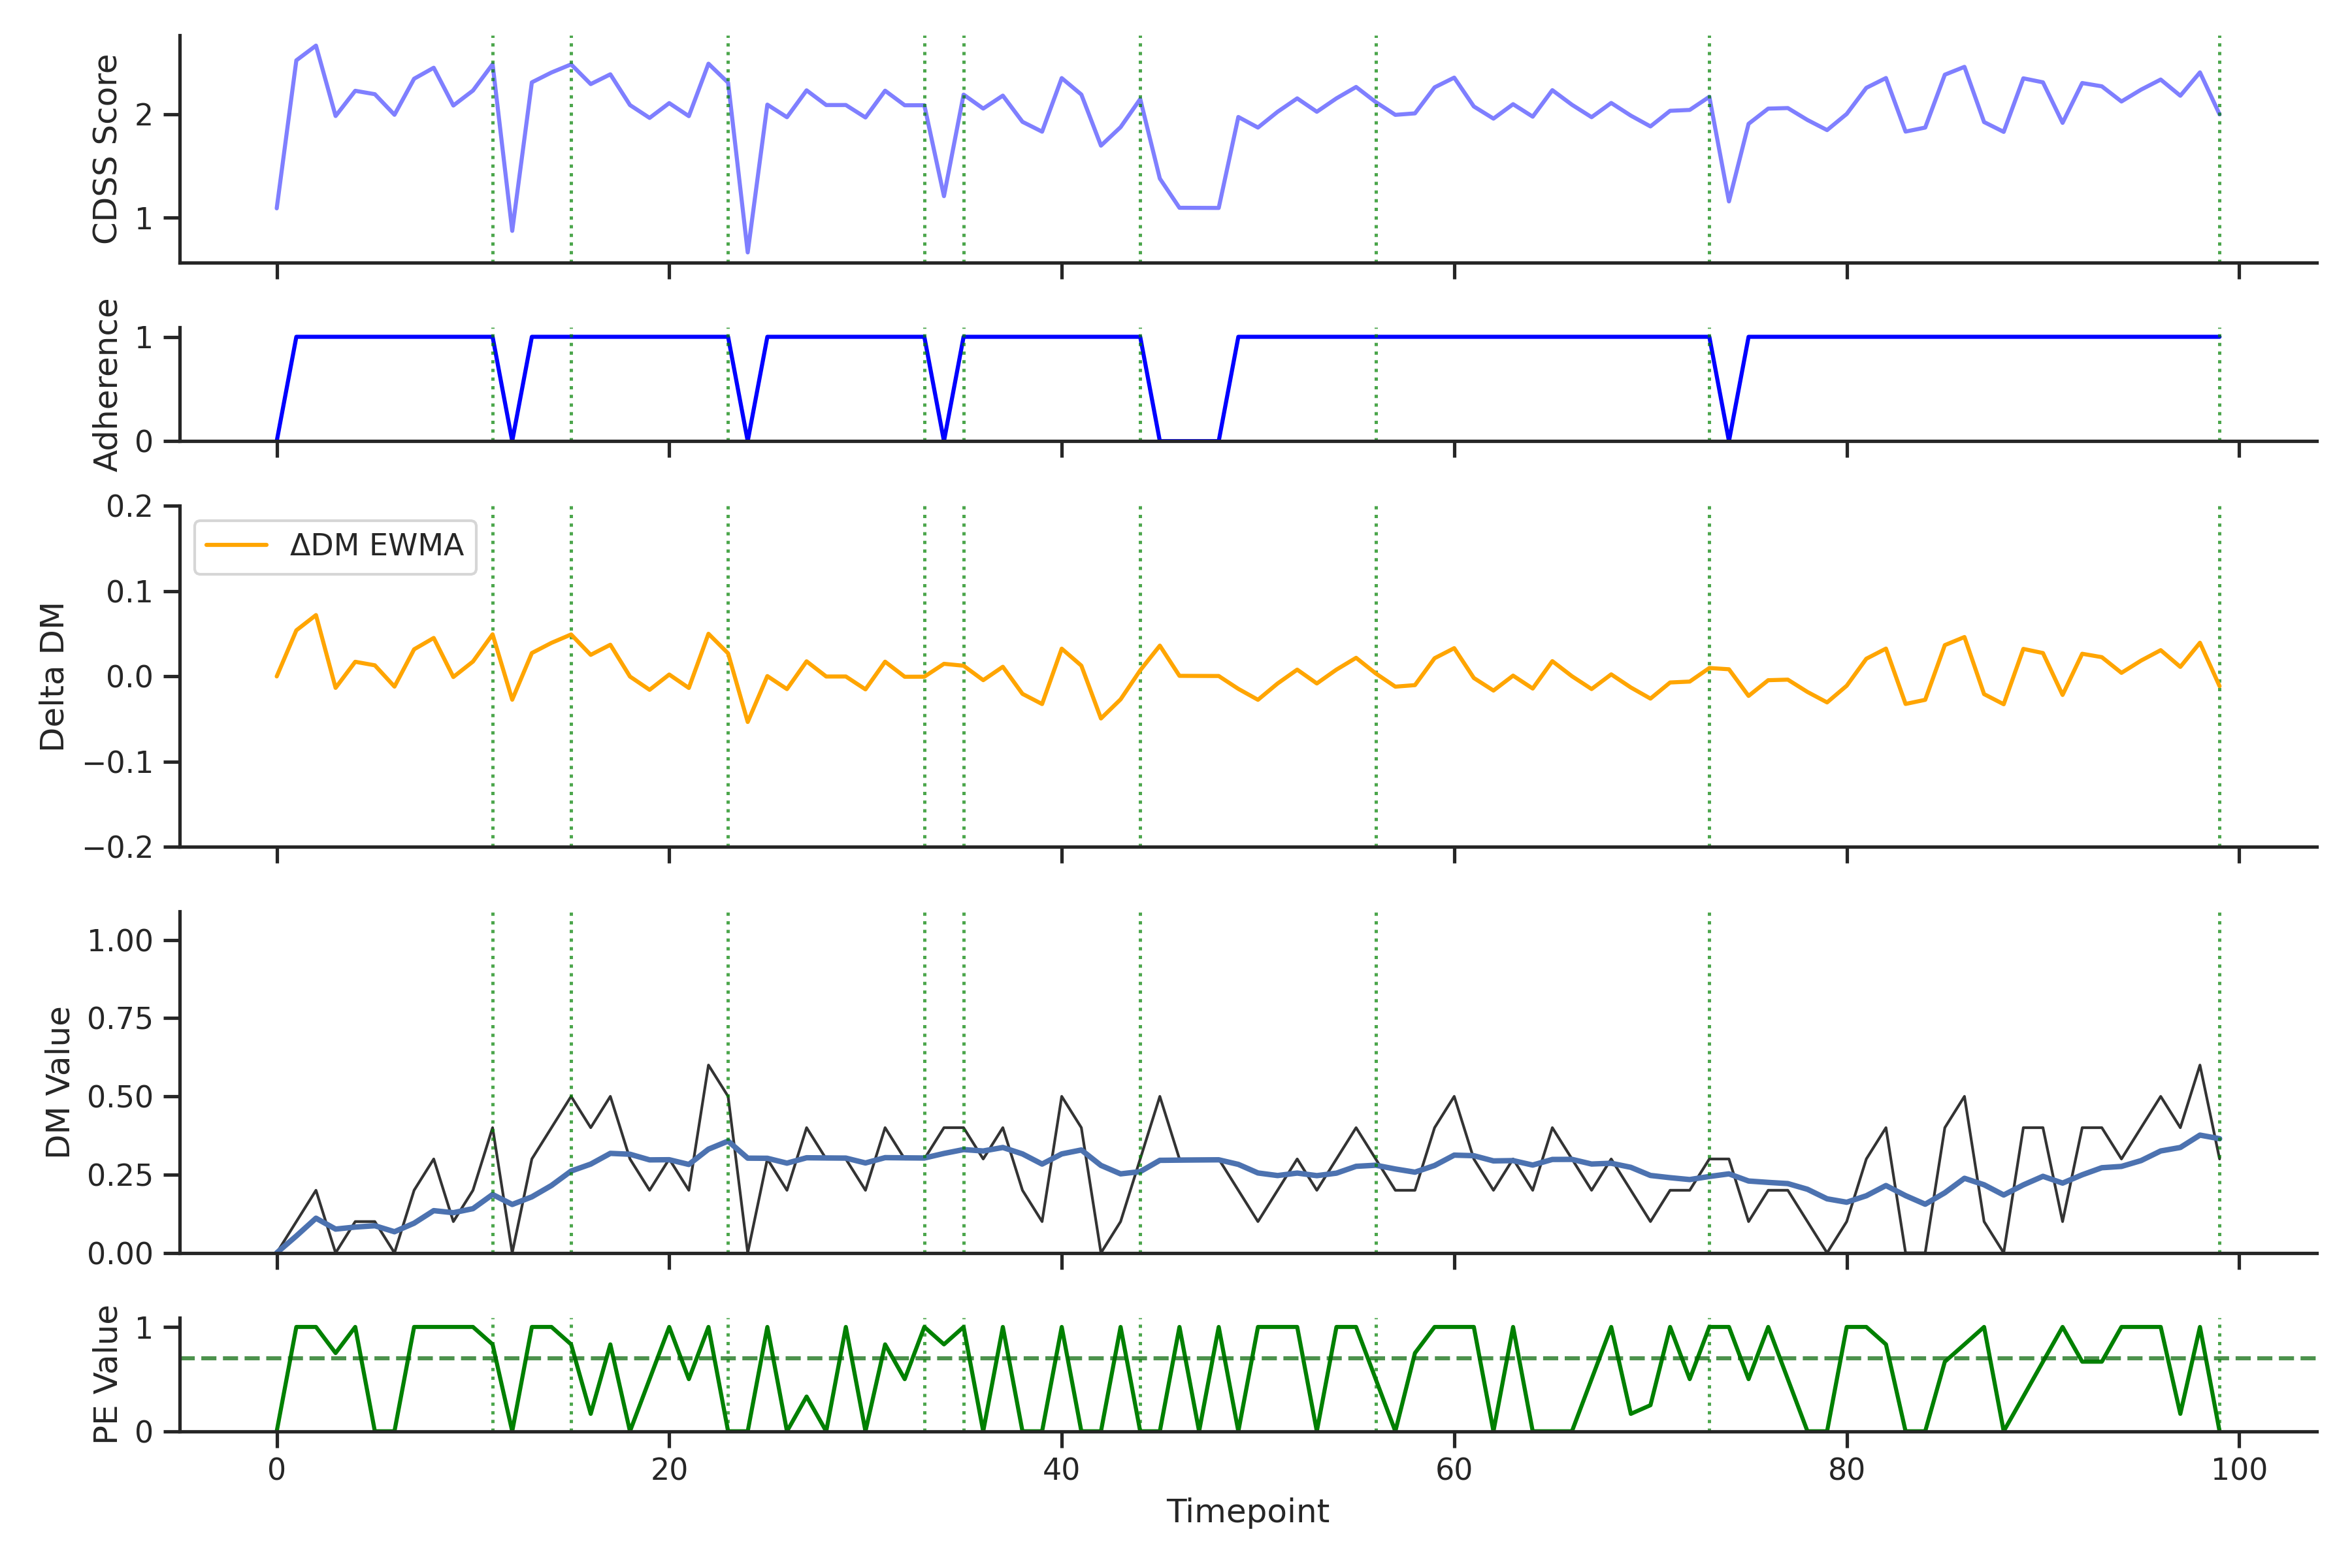 CDSS Score
2
1
Adherence
1
0
Delta DM
0.2
0.1
0.0
−0.1
−0.2
ΔDM EWMA
DM Value
1.00
0.75
0.50
0.25
0.00
PE Value
1
0
0 20 40 60 80 100
Timepoint